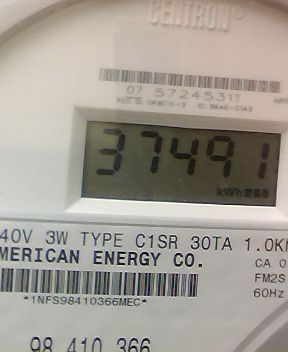 CENTRON®
07 57245311
37491
kWh
40V 3W TYPE C1SR 30TA 1.0K
MERICAN ENERGY CO.
CA 0
FM2S
*1NFS98410366MEC*
60Hz
98 410 366